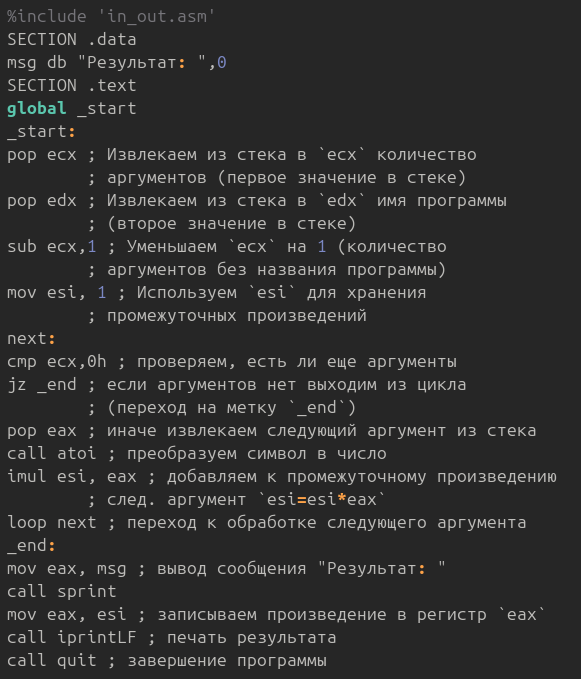 %include 'in_out.asm'
SECTION .data
msg db "Результат: ",0
SECTION .text
global _start
_start:
pop ecx ; Извлекаем из стека в `ecx` количество
; аргументов (первое значение в стеке)
pop edx ; Извлекаем из стека в `edx` имя программы
; (второе значение в стеке)
sub ecx,1 ; Уменьшаем `ecx` на 1 (количество
; аргументов без названия программы)
mov esi, 1 ; Используем `esi` для хранения
; промежуточных произведений
next:
cmp ecx,0h ; проверяем, есть ли еще аргументы
jz _end ; если аргументов нет выходим из цикла
; (переход на метку `_end`)
pop eax ; иначе извлекаем следующий аргумент из стека
call atoi ; преобразуем символ в число
imul esi, eax ; добавляем к промежуточному произведению
; след. аргумент `esi=esi*eax`
loop next ; переход к обработке следующего аргумента
_end:
mov eax, msg ; вывод сообщения "Результат: "
call sprint
mov eax, esi ; записываем произведение в регистр `eax`
call iprintLF ; печать результата
call quit ; завершение программы